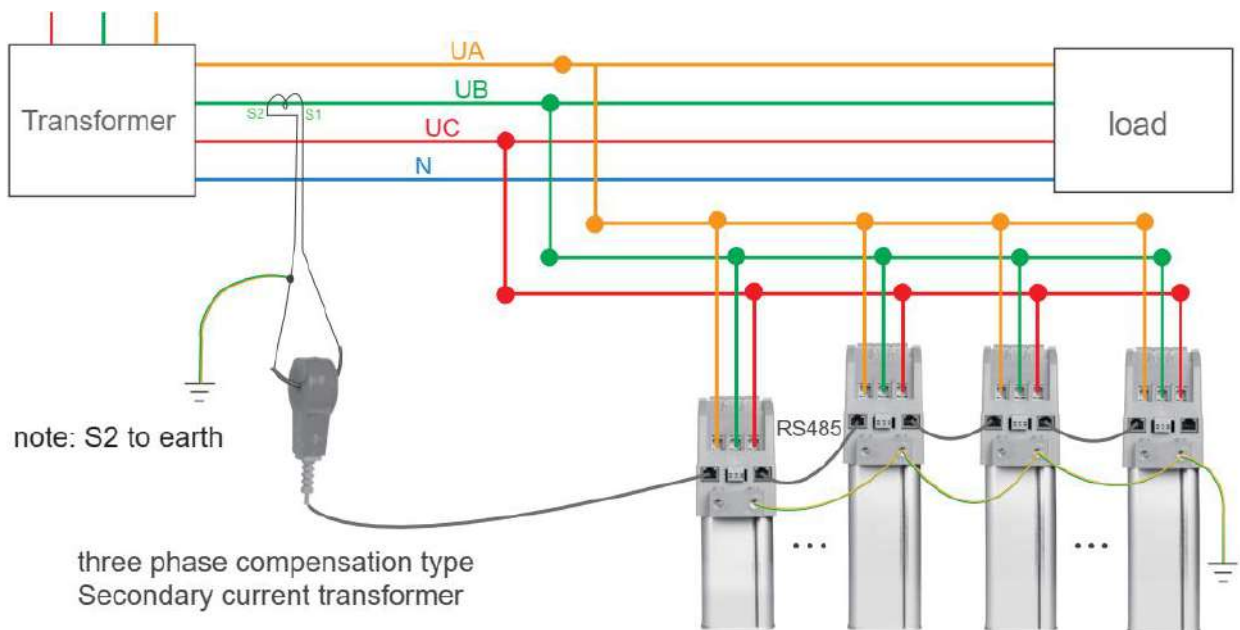 UA
UB
Transformer
S2
S1
UC
load
N
note: S2 to earth
RS485
three phase compensation type
Secondary current transformer